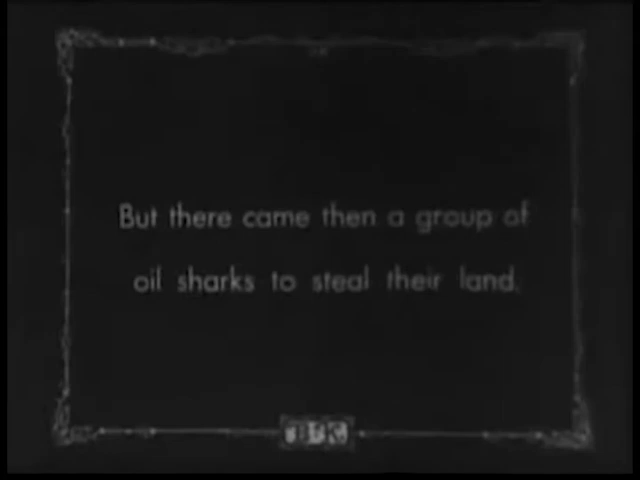 But there came then a group of
oil sharks to steal their land.
B·K